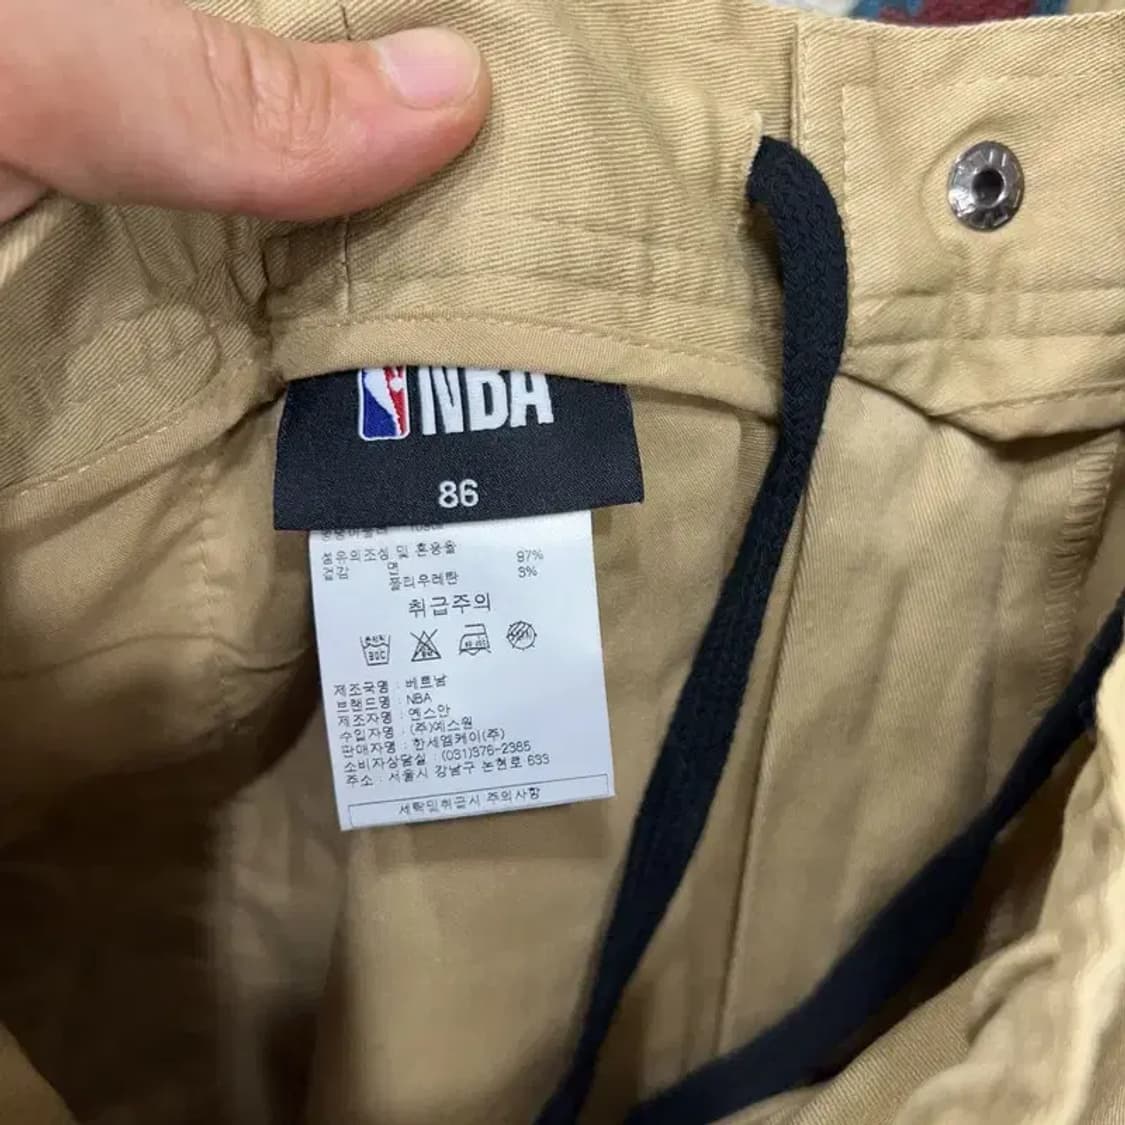 NBA
86
섬유의조성 및 혼용율
겉감 면 97%
폴리우레탄 3%
취급주의
제조국명 : 베트남
브랜드명 : NBA
제조자명 : 엔스안
수입자명 : (주)예스원
판매자명 : 한세엠케이(주)
소비자상담실 : (031)376-2385
주소 : 서울시 강남구 논현로 633
세탁및취급시 주의사항